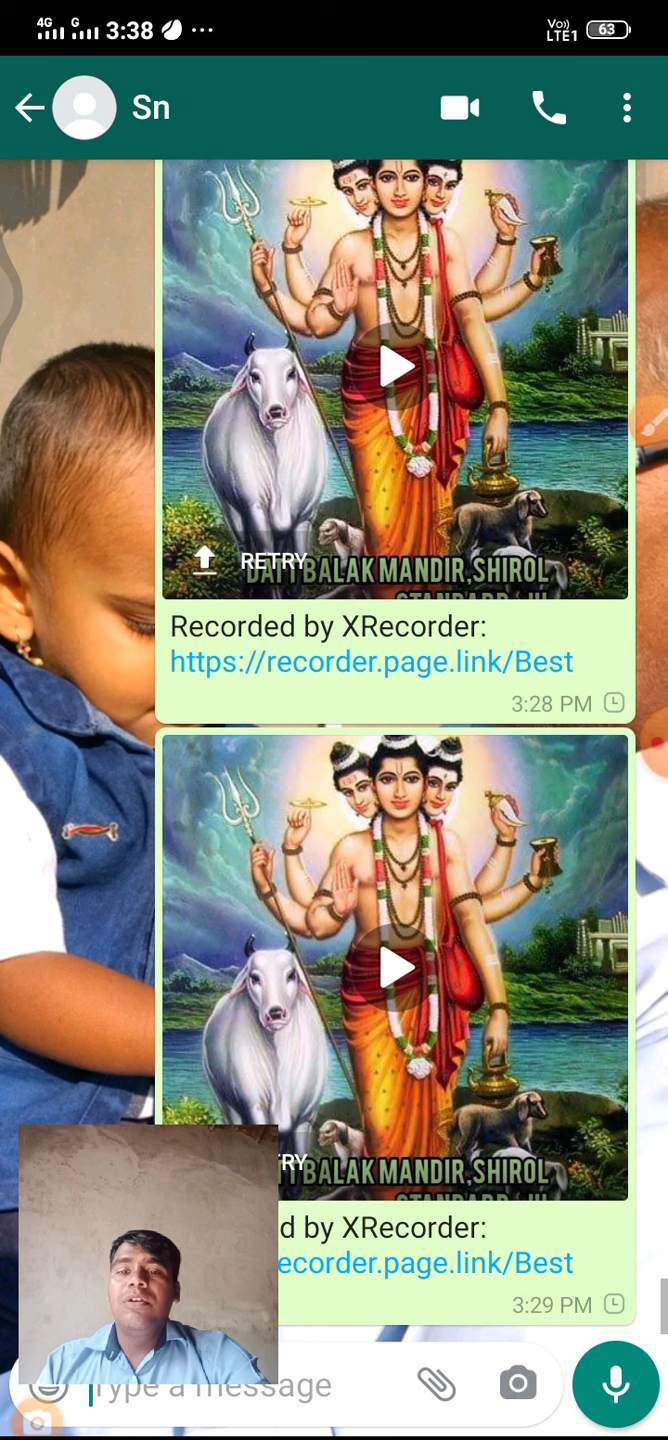 4G G 3:38 ... Vo)) LTE1 63
Sn
RETRY
BALAK MANDIR,SHIROL
Recorded by XRecorder:
https://recorder.page.link/Best
3:28 PM
RY
BALAK MANDIR,SHIROL
d by XRecorder:
ecorder.page.link/Best
3:29 PM
Type a message